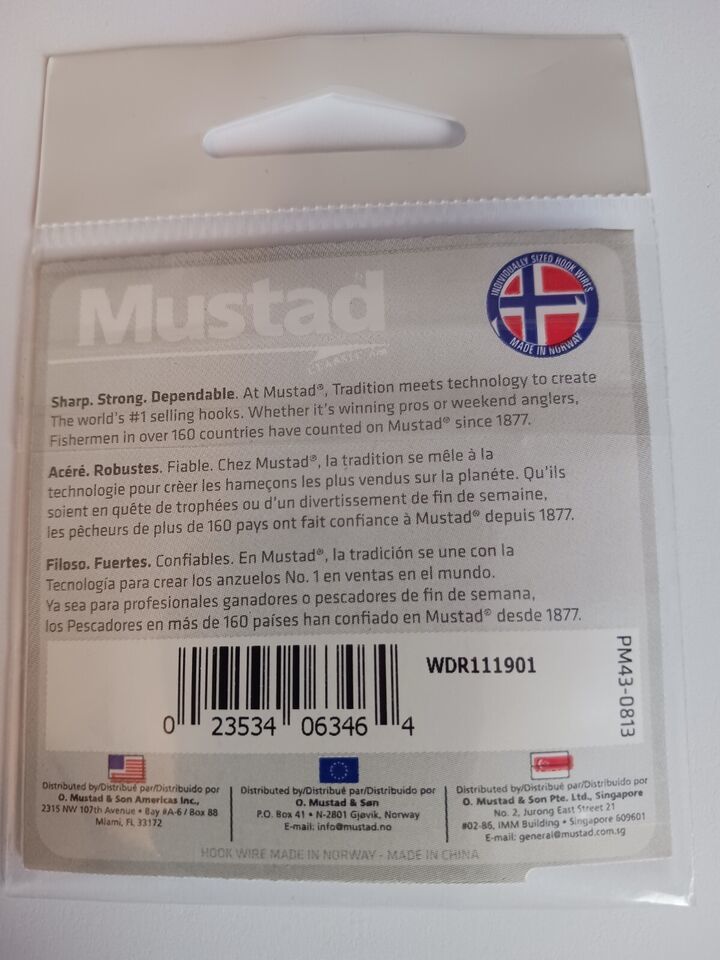 Mustad
CLASSIC
INDIVIDUALLY SIZED HOOK WIRES
MADE IN NORWAY
Sharp. Strong. Dependable. At Mustad®, Tradition meets technology to create
The world's #1 selling hooks. Whether it's winning pros or weekend anglers,
Fishermen in over 160 countries have counted on Mustad® since 1877.
Acéré. Robustes. Fiable. Chez Mustad®, la tradition se mêle à la
technologie pour crèer les hameçons les plus vendus sur la planéte. Qu'ils
soient en quête de trophées ou d'un divertissement de fin de semaine,
les pêcheurs de plus de 160 pays ont fait confiance à Mustad® depuis 1877.
Filoso. Fuertes. Confiables. En Mustad®, la tradición se une con la
Tecnología para crear los anzuelos No. 1 en ventas en el mundo.
Ya sea para profesionales ganadores o pescadores de fin de semana,
los Pescadores en más de 160 países han confiado en Mustad® desde 1877.
WDR111901
PM43-0813
0 23534 06346 4
Distributed by/Distribué par/Distribuido por
O. Mustad & Son Americas Inc.,
2315 NW 107th Avenue • Bay #A-6 / Box 88
Miami, FL 33172
Distributed by/Distribué par/Distribuido por
O. Mustad & Søn
P.O. Box 41 • N-2801 Gjøvik, Norway
E-mail: info@mustad.no
Distributed by/Distribué par/Distribuido por
O. Mustad & Son Pte. Ltd., Singapore
No. 2, Jurong East Street 21
#02-86, IMM Building • Singapore 609601
E-mail: general@mustad.com.sg
HOOK WIRE MADE IN NORWAY - MADE IN CHINA